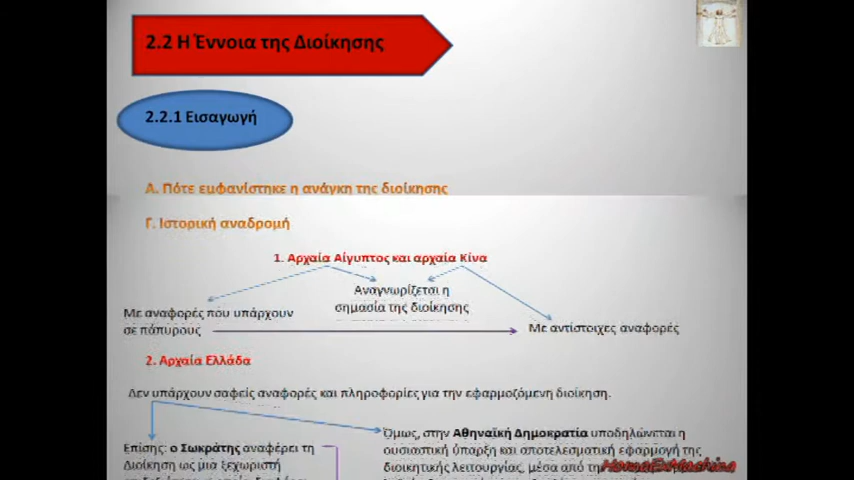 2.2 Η Έννοια της Διοίκησης
2.2.1 Εισαγωγή
Α. Πότε εμφανίστηκε η ανάγκη της διοίκησης
Γ. Ιστορική αναδρομή
1. Αρχαία Αίγυπτος και αρχαία Κίνα
Αναγνωρίζεται η
σημασία της διοίκησης
Με αναφορές που υπάρχουν
σε πάπυρους
Με αντίστοιχες αναφορές
2. Αρχαία Ελλάδα
Δεν υπάρχουν σαφείς αναφορές και πληροφορίες για την εφαρμοζόμενη διοίκηση.
Επίσης: ο Σωκράτης αναφέρει τη
Διοίκηση ως μια ξεχωριστή
Όμως, στην Αθηναϊκή Δημοκρατία υποδηλώνεται η
ουσιαστική ύπαρξη και αποτελεσματική εφαρμογή της
διοικητικής λειτουργίας, μέσα από την